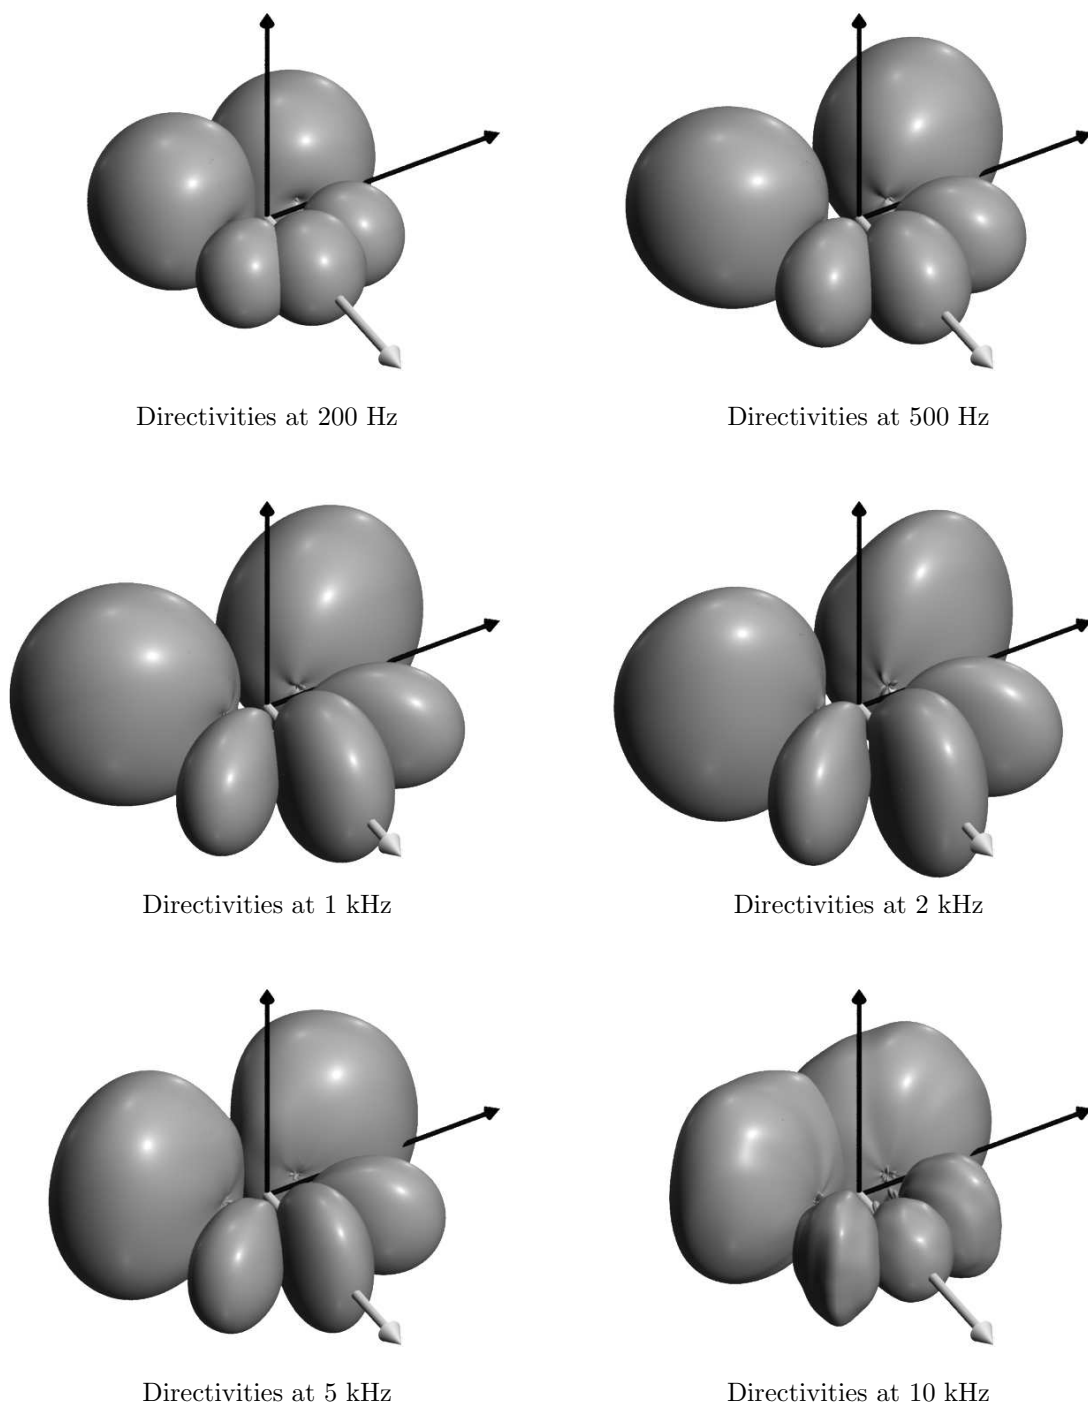 Directivities at 200 Hz
Directivities at 500 Hz
Directivities at 1 kHz
Directivities at 2 kHz
Directivities at 5 kHz
Directivities at 10 kHz